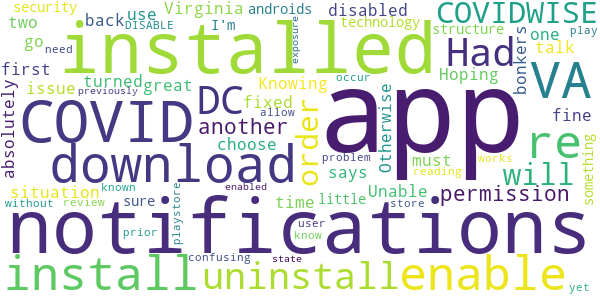 security androids disabled COVIDWISE
two use Virginia back DISABLE I'm technology play
go need first installed Had structure one exposure
issue turned great talk bonkers
absolutely COVID DC Knowing fixed Hoping VA
another order app Otherwise occur allow fine
download choose re
situation says must will problem permission something
without known sure time little Unable works
review playstore user store reading
notifications
prior know enabled previously
install uninstall enable
confusing state yet